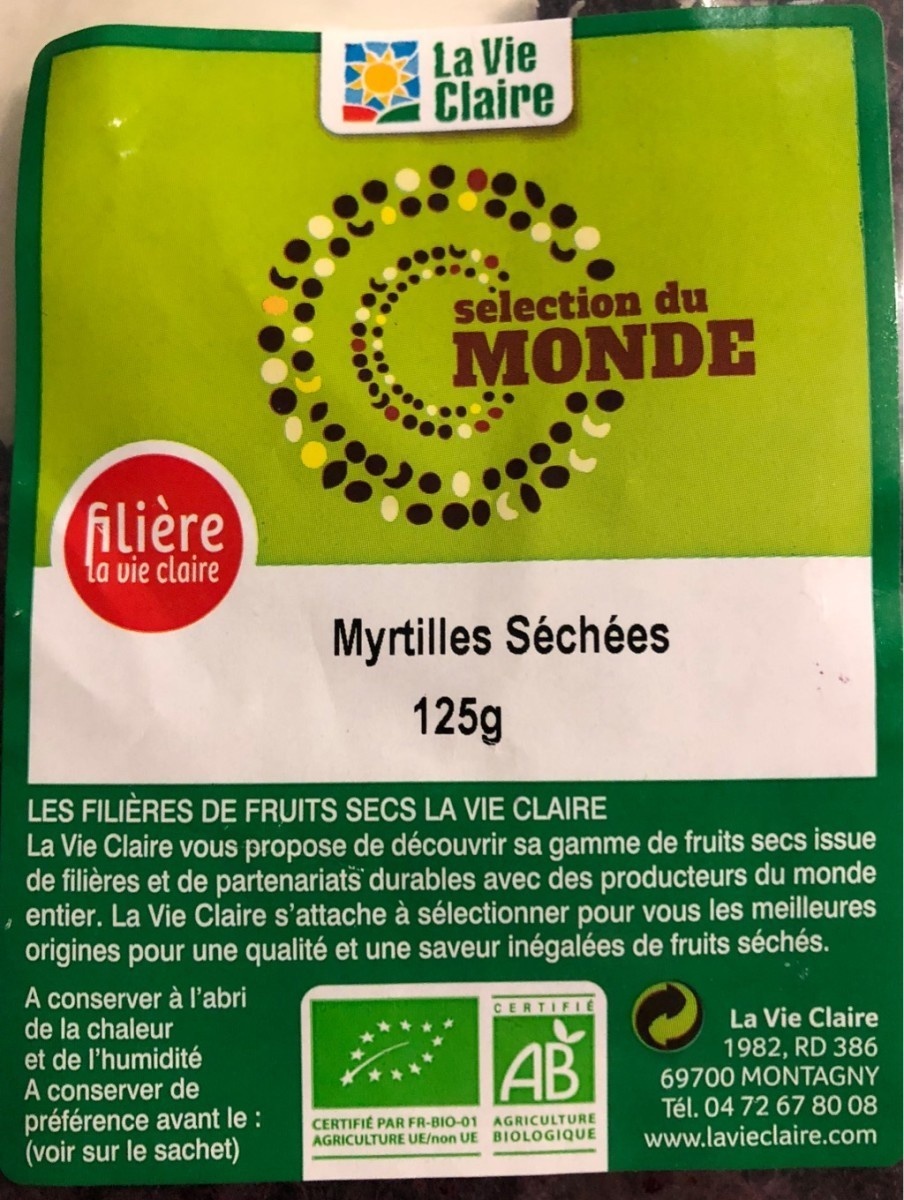 La Vie
Claire
selection du
MONDE
filière
la vie claire
Myrtilles Séchées
125g
LES FILIÈRES DE FRUITS SECS LA VIE CLAIRE
La Vie Claire vous propose de découvrir sa gamme de fruits secs issue
de filières et de partenariats durables avec des producteurs du monde
entier. La Vie Claire s'attache à sélectionner pour vous les meilleures
origines pour une qualité et une saveur inégalées de fruits séchés.
A conserver à l'abri
de la chaleur
et de l'humidité
A conserver de
préférence avant le :
(voir sur le sachet)
CERTIFIÉ PAR FR-BIO-01
AGRICULTURE UE/non UE
CERTIFIÉ
AB
AGRICULTURE
BIOLOGIQUE
La Vie Claire
1982, RD 386
69700 MONTAGNY
Tél. 04 72 67 80 08
www.lavieclaire.com